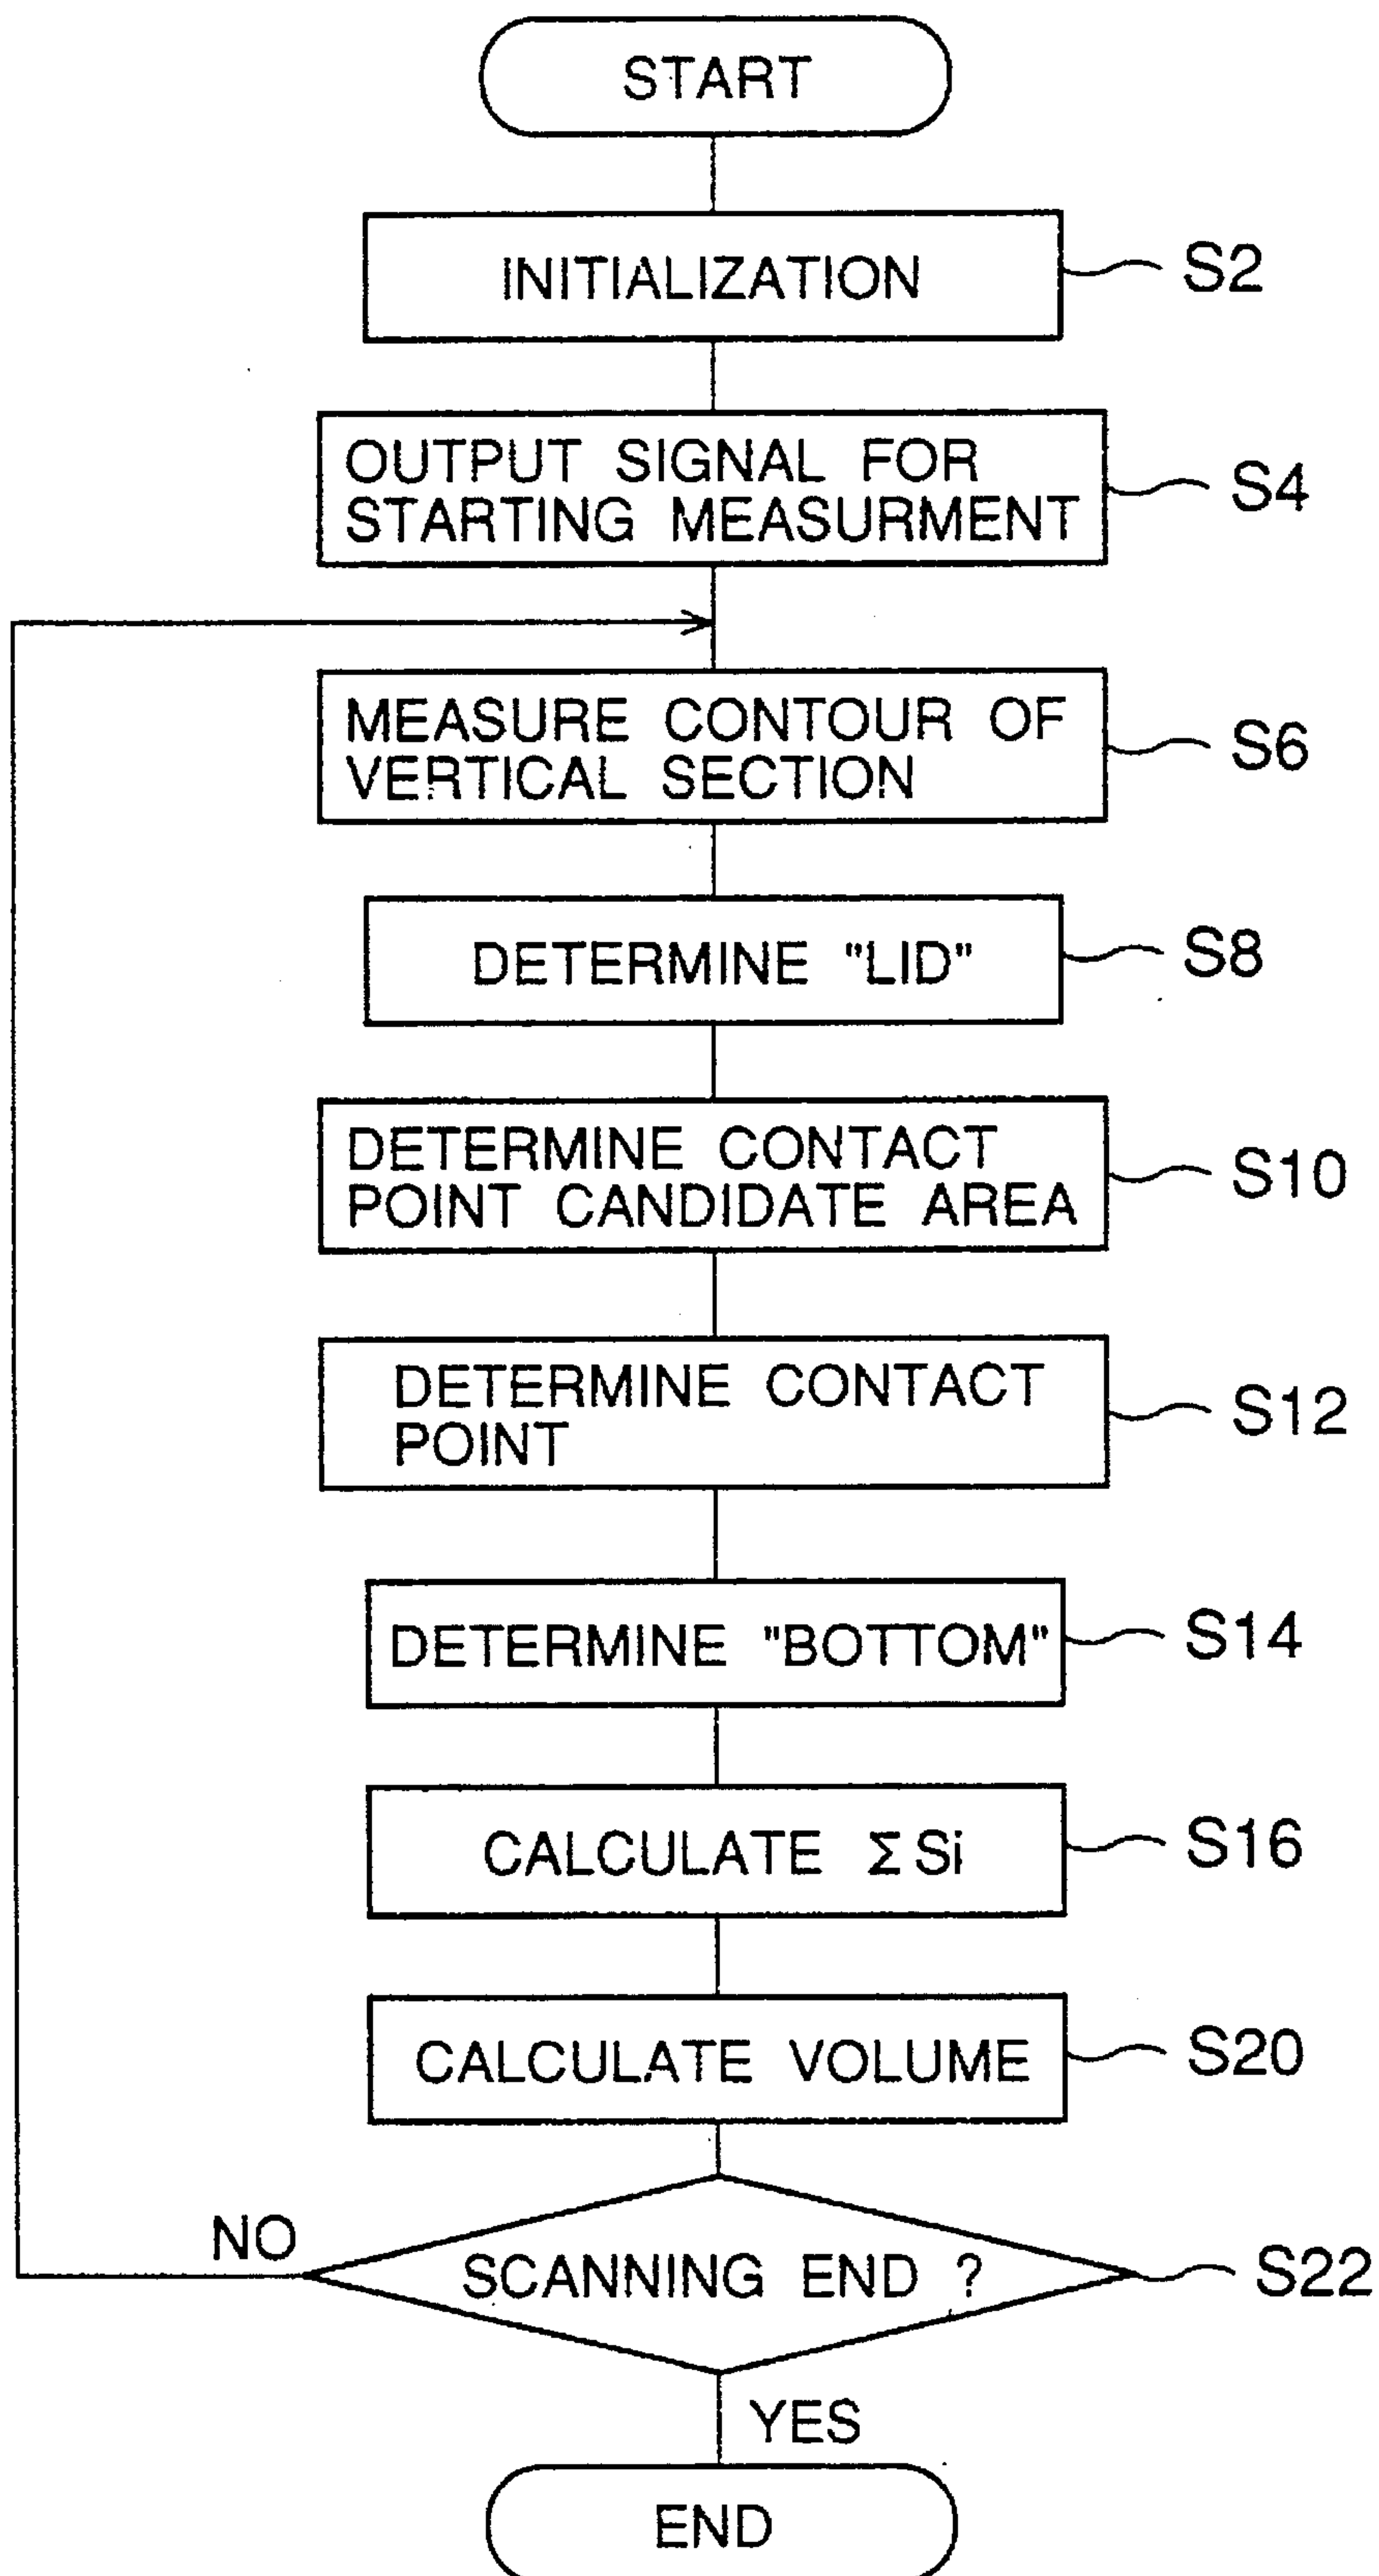 START
INITIALIZATION S2
OUTPUT SIGNAL FOR
STARTING MEASURMENT S4
MEASURE CONTOUR OF
VERTICAL SECTION S6
DETERMINE "LID" S8
DETERMINE CONTACT
POINT CANDIDATE AREA S10
DETERMINE CONTACT
POINT S12
DETERMINE "BOTTOM" S14
CALCULATE ΣSi S16
CALCULATE VOLUME S20
NO
SCANNING END ? S22
YES
END